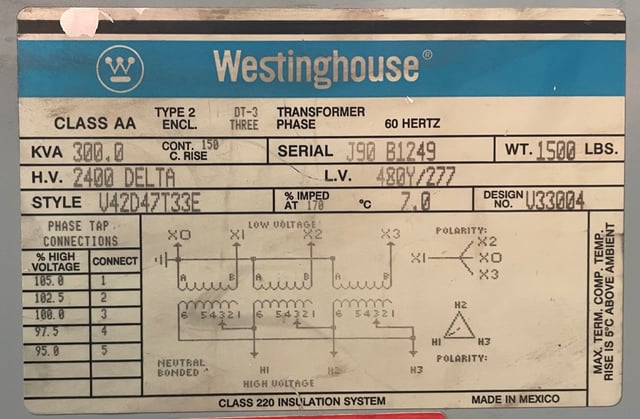 Westinghouse®
CLASS AA TYPE 2 ENCL. DT-3 THREE TRANSFORMER PHASE 60 HERTZ
KVA 300.0 CONT. 150 C. RISE SERIAL J90 B1249 WT. 1500 LBS.
H.V. 2400 DELTA L.V. 480Y/277
STYLE V42D47T33E % IMPED AT 170 °C 7.0 DESIGN NO. V33004
PHASE TAP
CONNECTIONS
% HIGH VOLTAGE CONNECT
105.0 1
102.5 2
100.0 3
97.5 4
95.0 5
LOW VOLTAGE
X0 X1 X2 X3
A B A B A B
6 54321 6 54321 6 54321
H1 H2 H3
NEUTRAL
BONDED
HIGH VOLTAGE
POLARITY:
X2
X1
X0
X3
H2
H1 H3
POLARITY:
MAX. TERM. COMP. TEMP.
RISE IS 5°C ABOVE AMBIENT
CLASS 220 INSULATION SYSTEM MADE IN MEXICO